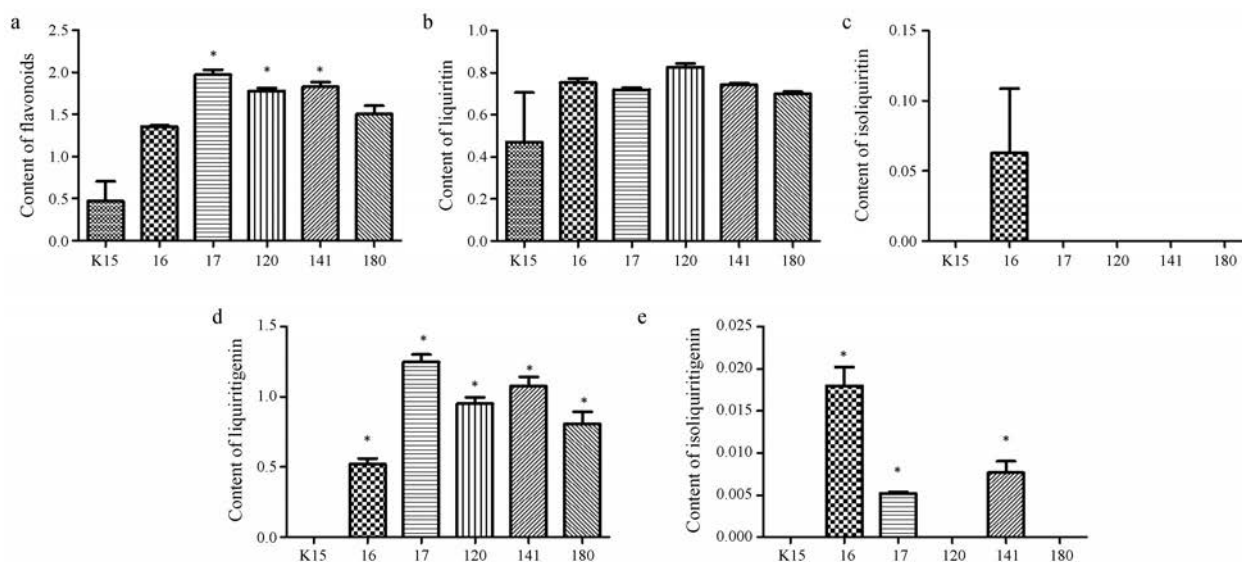 a
Content of flavonoids
2.5
2.0
1.5
1.0
0.5
0.0
* * *
K15 16 17 120 141 180
b
Content of liquiritin
1.0
0.8
0.6
0.4
0.2
0.0
K15 16 17 120 141 180
c
Content of isoliquiritin
0.15
0.10
0.05
0.00
K15 16 17 120 141 180
d
Content of liquiritigenin
1.5
1.0
0.5
0.0
* * * * *
K15 16 17 120 141 180
e
Content of isoliquiritigenin
0.025
0.020
0.015
0.010
0.005
0.000
* * *
K15 16 17 120 141 180